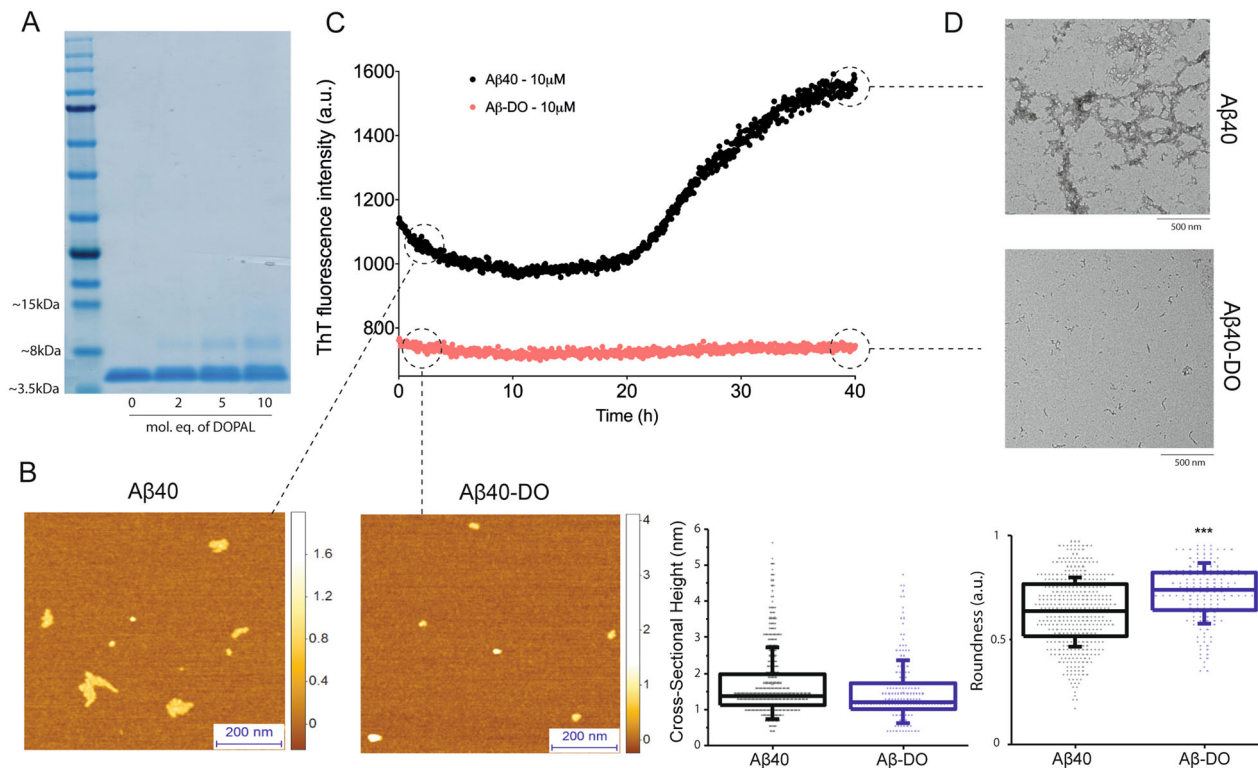 A
~15kDa
~8kDa
~3.5kDa
0 2 5 10
mol. eq. of DOPAL
C
ThT fluorescence intensity (a.u.)
1600
1400
1200
1000
800
Aβ40 - 10μM
Aβ-DO - 10μM
0 10 20 30 40
Time (h)
D
Aβ40
500 nm
Aβ40-DO
500 nm
B
Aβ40
1.6
1.2
0.8
0.4
0
200 nm
Aβ40-DO
4
3
2
1
0
200 nm
Cross-Sectional Height (nm)
6
5
4
3
2
1
0
Aβ40 Aβ-DO
Roundness (a.u.)
1
0.5
0
***
Aβ40 Aβ-DO